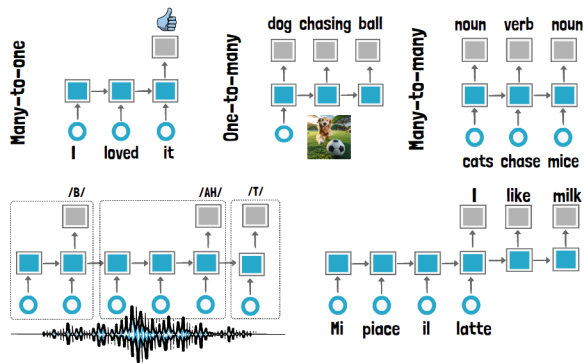 Many-to-one
I loved it
One-to-many
dog chasing ball
Many-to-many
noun verb noun
cats chase mice
/B/ /AH/ /T/
I like milk
Mi piace il latte